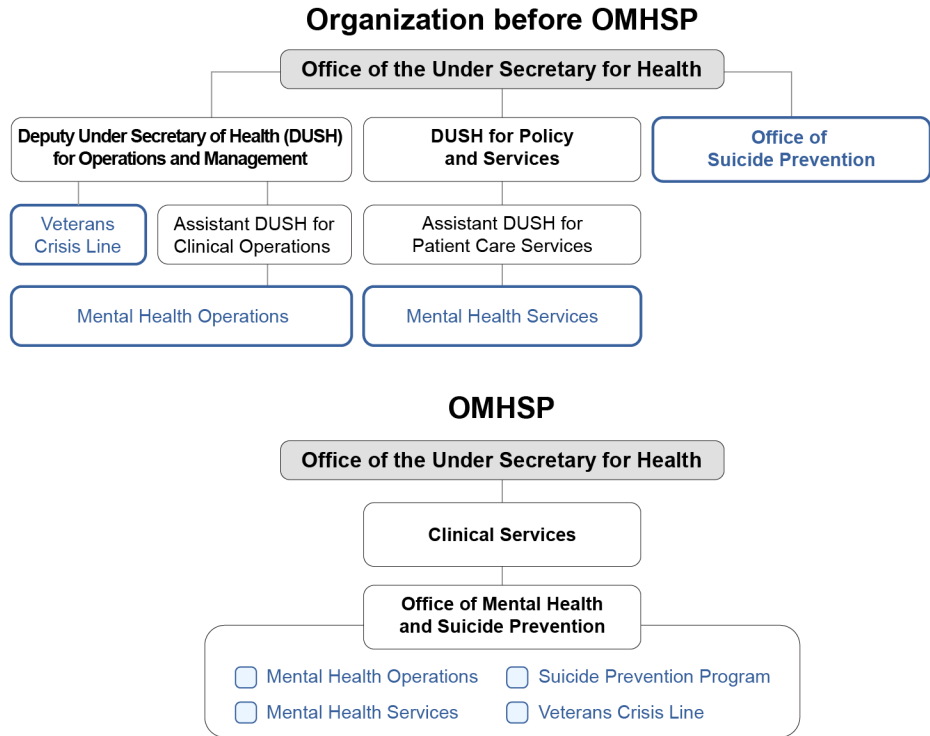 Organization before OMHSP
Office of the Under Secretary for Health
Deputy Under Secretary of Health (DUSH)
for Operations and Management
DUSH for Policy
and Services
Office of
Suicide Prevention
Veterans
Crisis Line
Assistant DUSH for
Clinical Operations
Assistant DUSH for
Patient Care Services
Mental Health Operations
Mental Health Services
OMHSP
Office of the Under Secretary for Health
Clinical Services
Office of Mental Health
and Suicide Prevention
Mental Health Operations
Suicide Prevention Program
Mental Health Services
Veterans Crisis Line